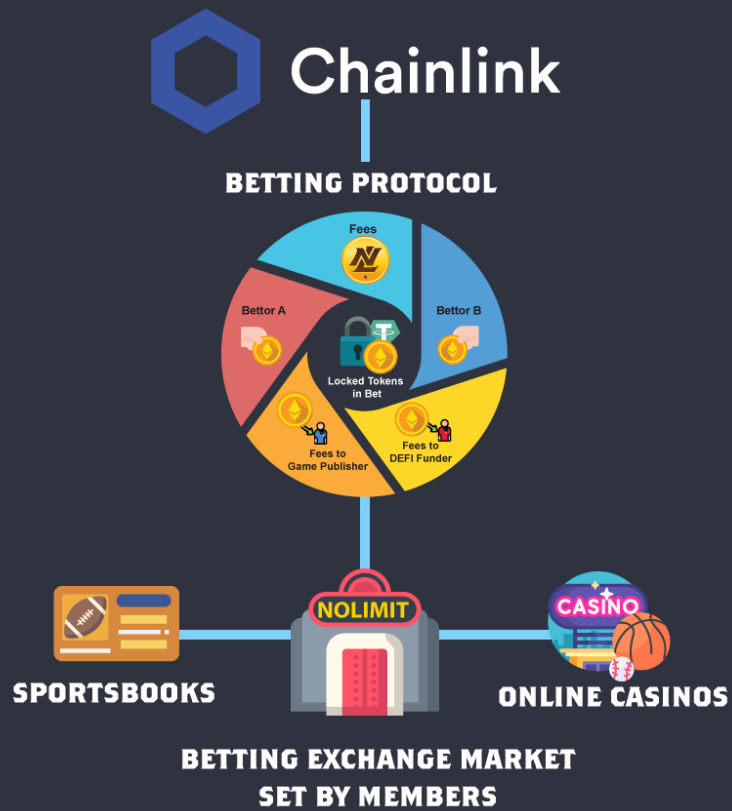 Chainlink
BETTING PROTOCOL
Fees
NL
Bettor A
Bettor B
Locked Tokens
in Bet
Fees to
Game Publisher
Fees to
DEFI Funder
NOLIMIT
CASINO
SPORTSBOOKS
ONLINE CASINOS
BETTING EXCHANGE MARKET
SET BY MEMBERS